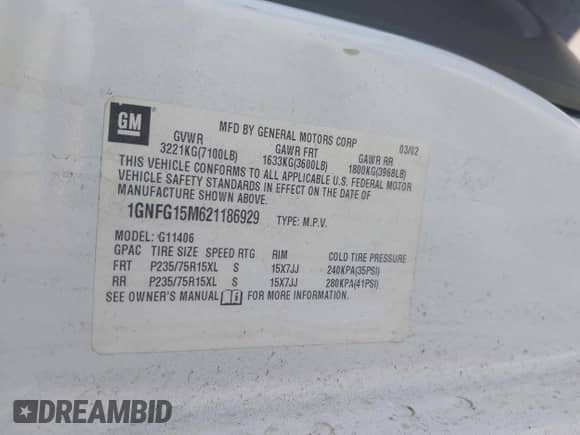 GM
MFD BY GENERAL MOTORS CORP 03/02
GVWR GAWR FRT GAWR RR
3221KG(7100LB) 1633KG(3600LB) 1800KG(3968LB)
THIS VEHICLE CONFORMS TO ALL APPLICABLE U.S. FEDERAL MOTOR
VEHICLE SAFETY STANDARDS IN EFFECT ON THE DATE OF
MANUFACTURE SHOWN ABOVE.
1GNFG15M621186929 TYPE: M.P.V.
MODEL: G11406
GPAC TIRE SIZE SPEED RTG RIM COLD TIRE PRESSURE
FRT P235/75R15XL S 15X7JJ 240KPA(35PSI)
RR P235/75R15XL S 15X7JJ 280KPA(41PSI)
SEE OWNER'S MANUAL FOR MORE INFORMATION.
DREAMBID